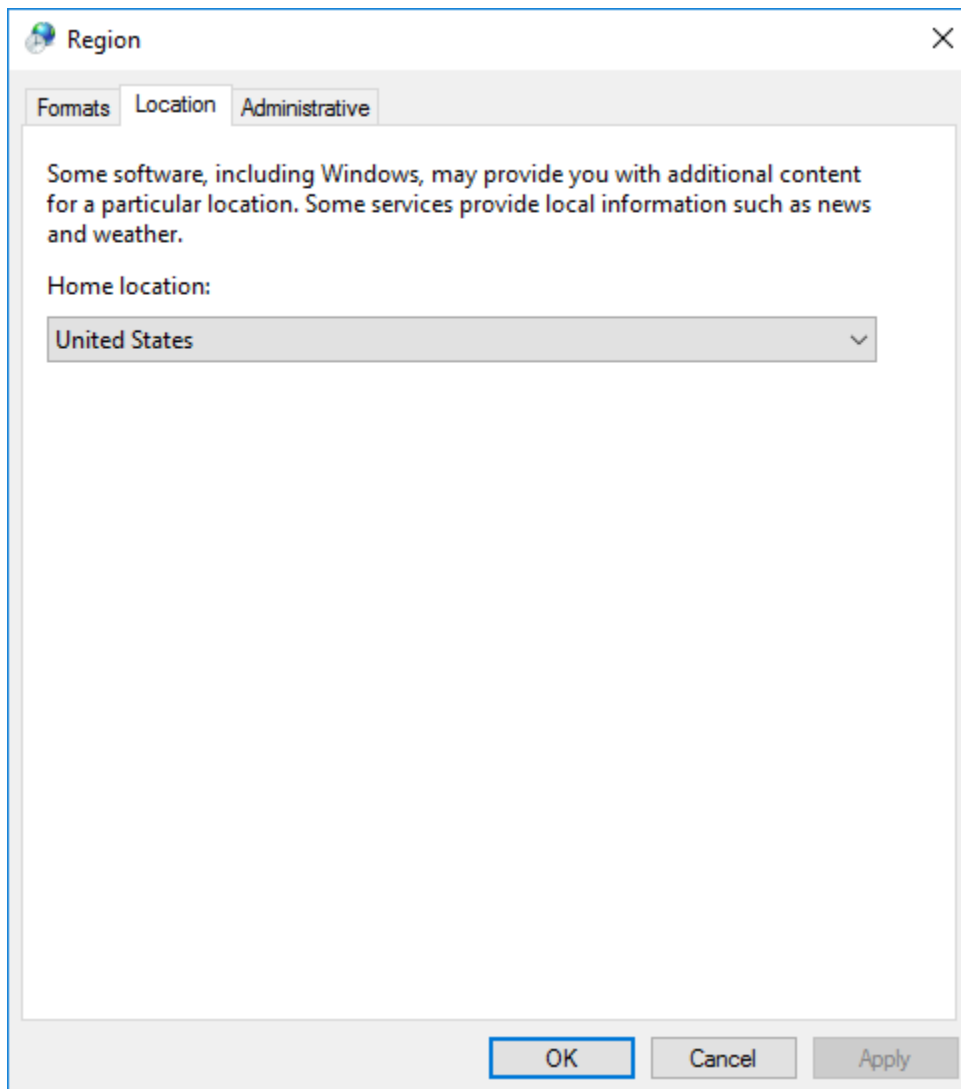 Region
Formats Location Administrative
Some software, including Windows, may provide you with additional content
for a particular location. Some services provide local information such as news
and weather.
Home location:
United States
OK Cancel Apply